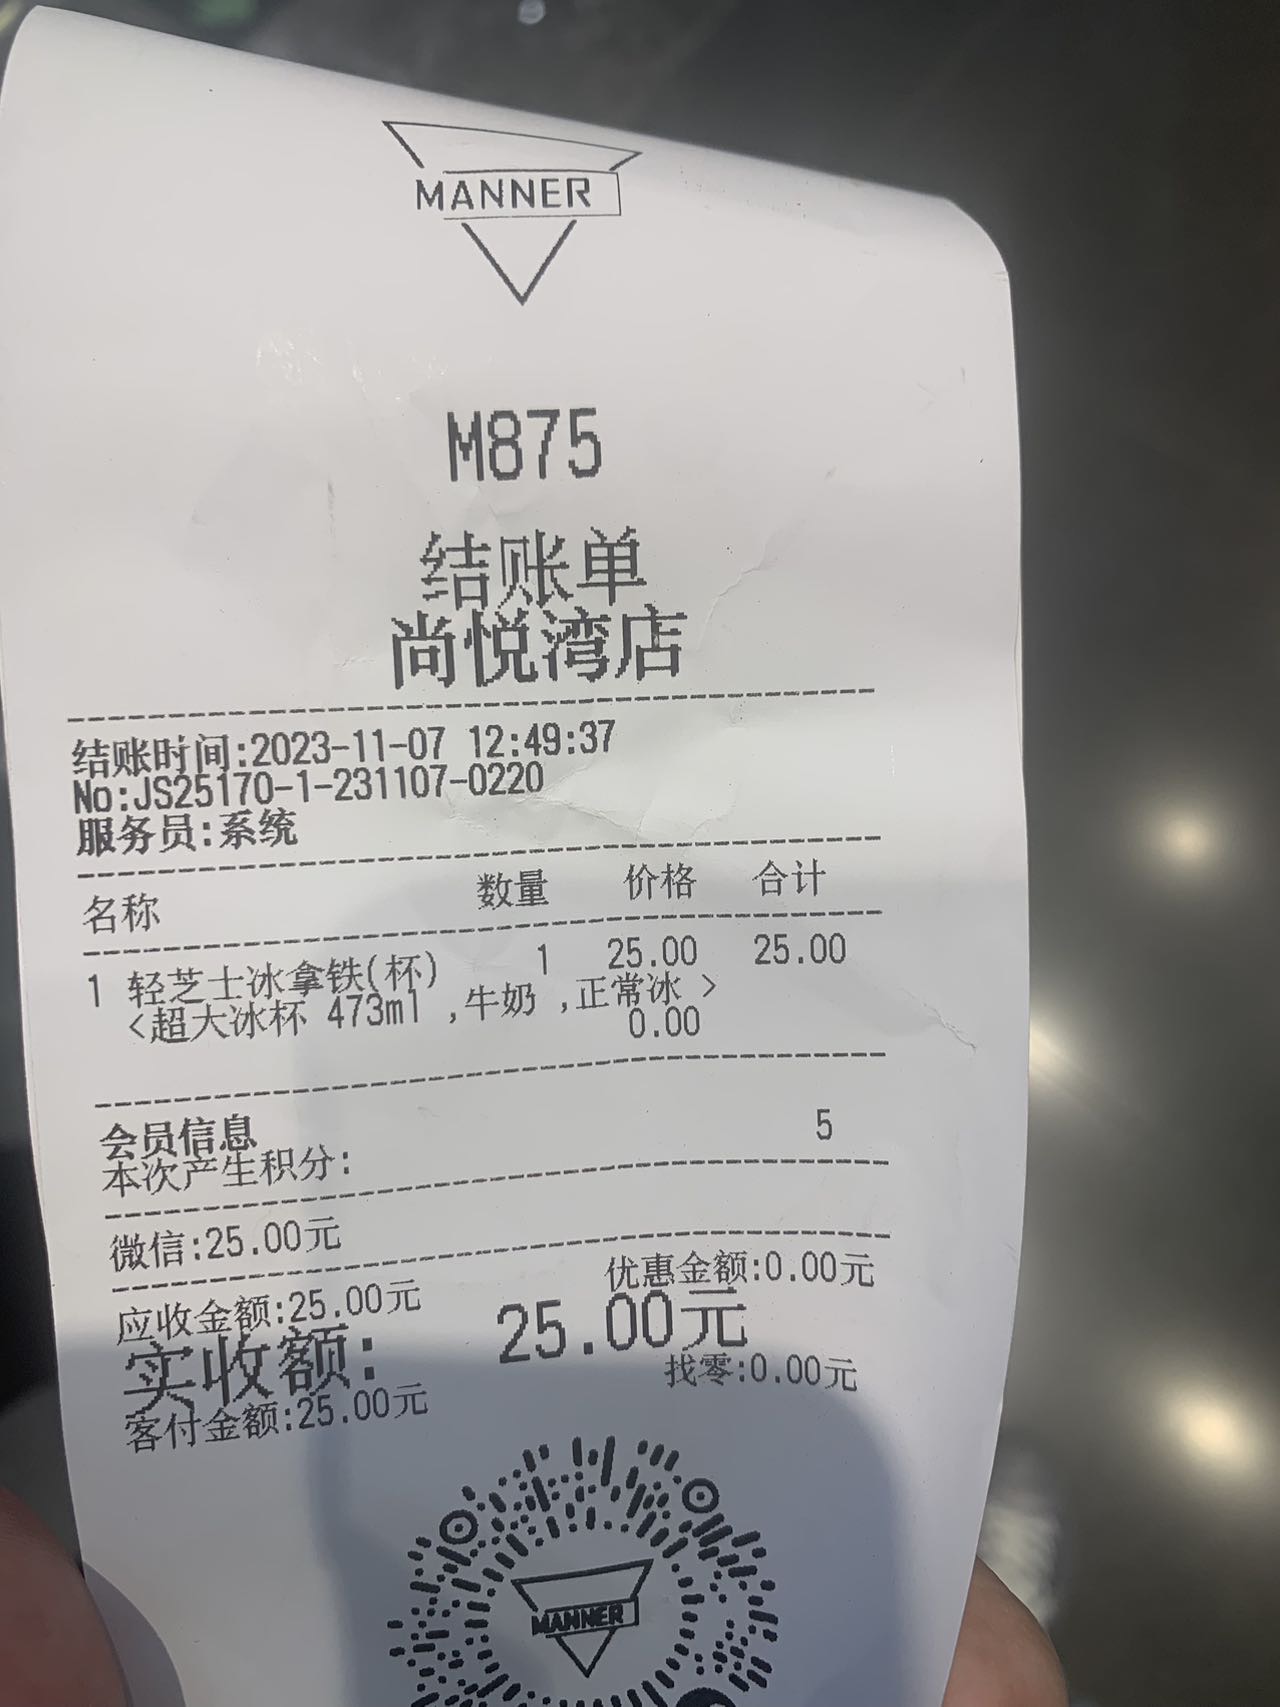 MANNER
M875
结账单
尚悦湾店
结账时间:2023-11-07 12:49:37
No:JS25170-1-231107-0220
服务员:系统
名称 数量 价格 合计
1 轻芝士冰拿铁(杯) 1 25.00 25.00
<超大冰杯 473ml ,牛奶 ,正常冰 >
0.00
会员信息
本次产生积分: 5
微信:25.00元
应收金额:25.00元 优惠金额:0.00元
实收额: 25.00元
客付金额:25.00元 找零:0.00元
MANNER